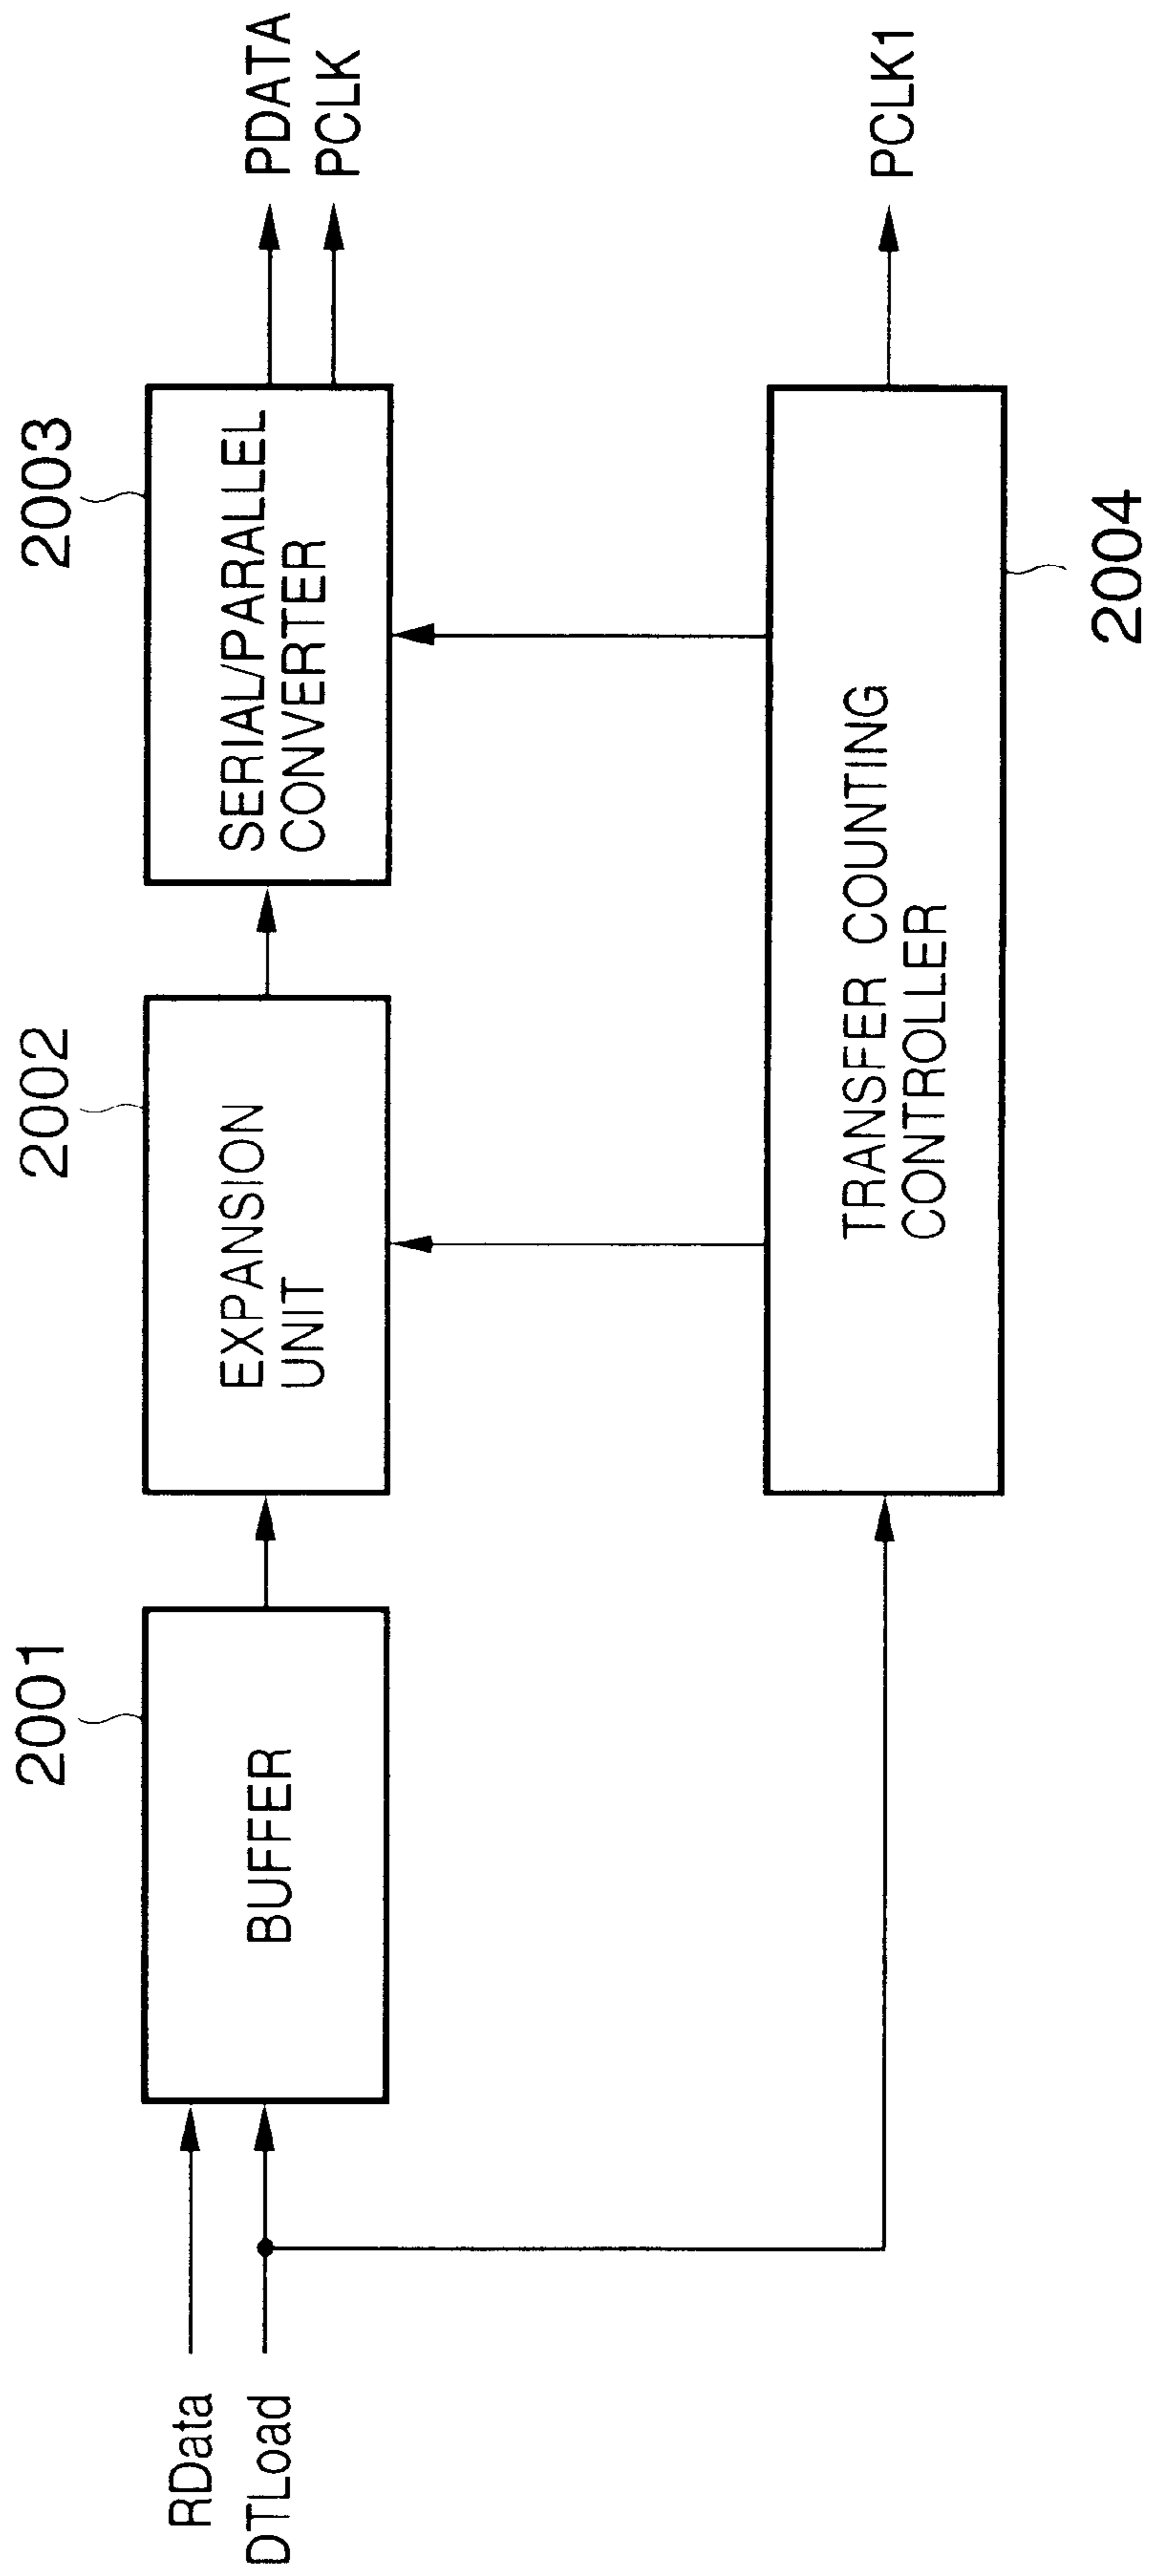 2001
2002
2003
RData
DTLoad
BUFFER
EXPANSION
UNIT
SERIAL/PARALLEL
CONVERTER
PDATA
PCLK
TRANSFER COUNTING
CONTROLLER
PCLK1
2004